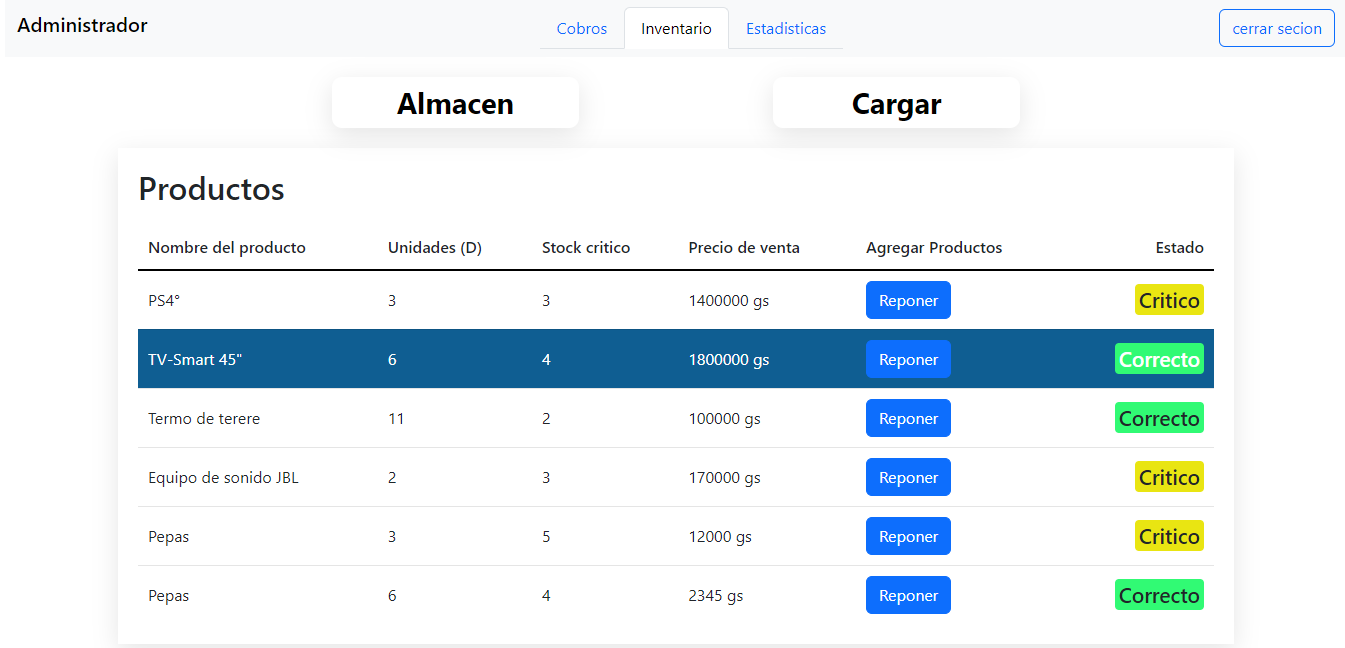 Administrador Cobros Inventario Estadisticas cerrar secion
Almacen Cargar
Productos
Nombre del producto Unidades (D) Stock critico Precio de venta Agregar Productos Estado
PS4° 3 3 1400000 gs Reponer Critico
TV-Smart 45" 6 4 1800000 gs Reponer Correcto
Termo de terere 11 2 100000 gs Reponer Correcto
Equipo de sonido JBL 2 3 170000 gs Reponer Critico
Pepas 3 5 12000 gs Reponer Critico
Pepas 6 4 2345 gs Reponer Correcto